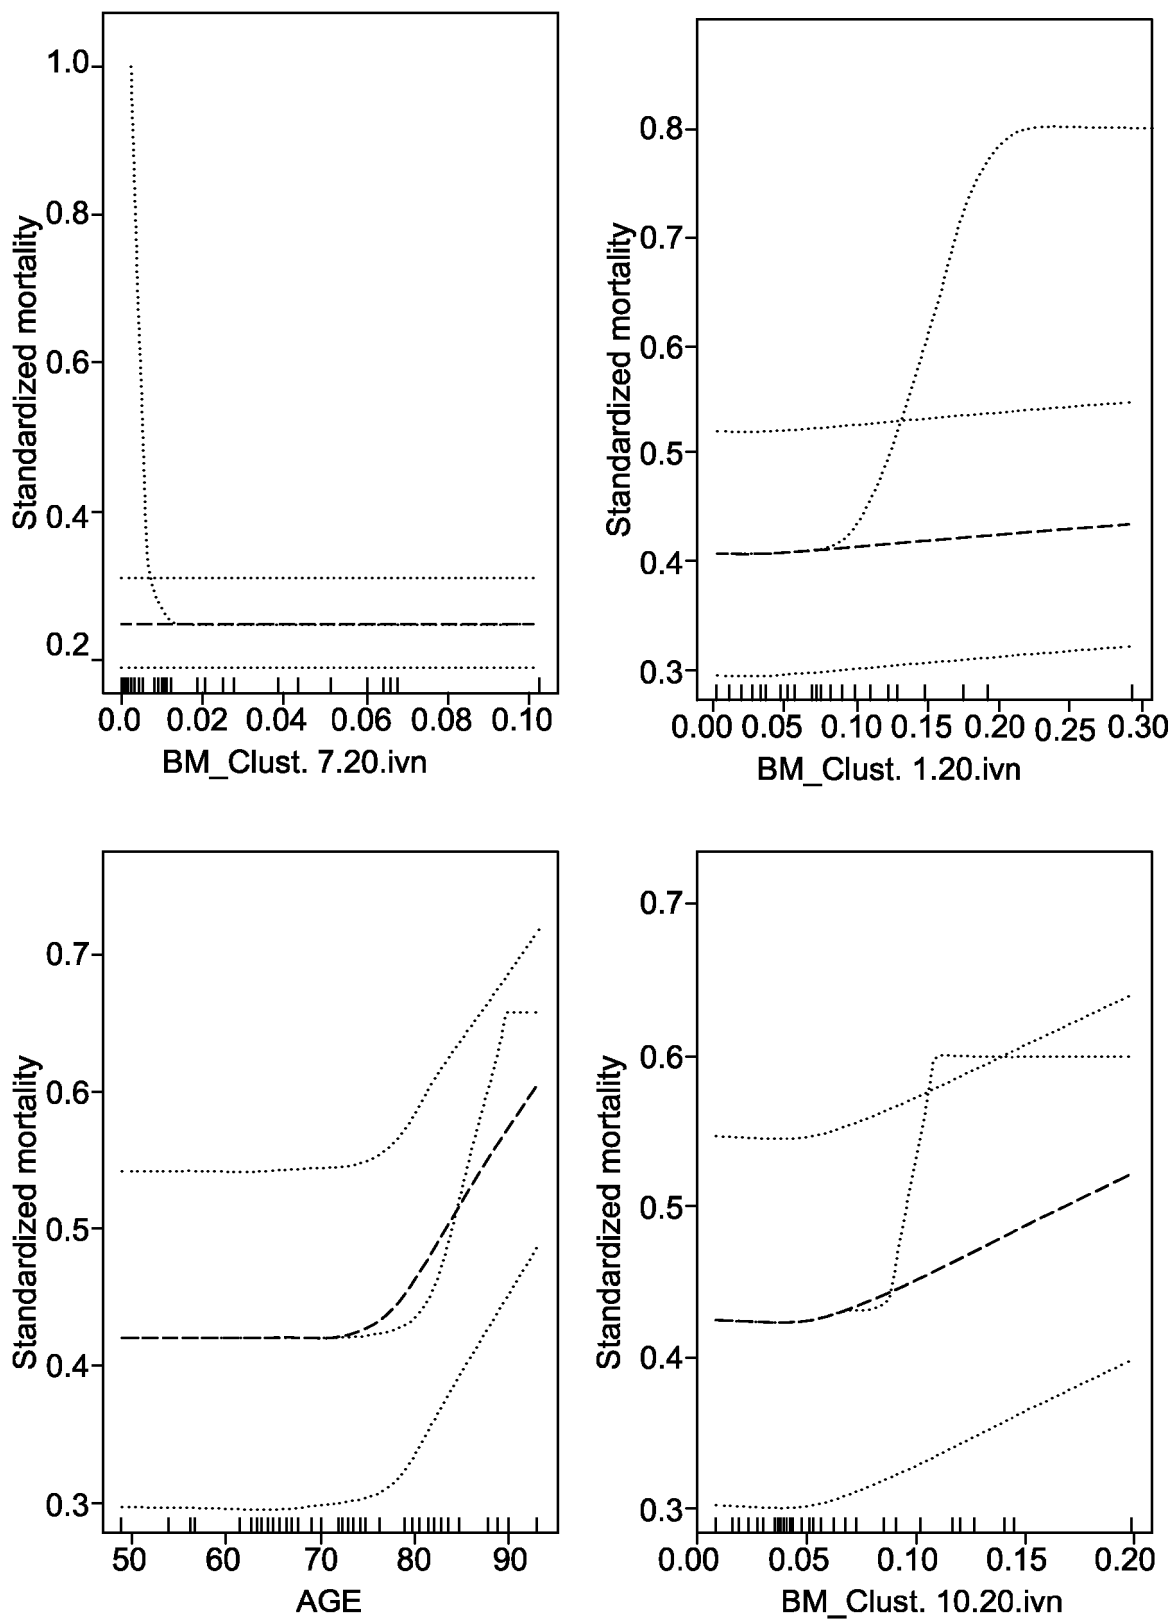 Standardized mortality
1.0
0.8
0.6
0.4
0.2
0.0 0.02 0.04 0.06 0.08 0.10
BM_Clust. 7.20.ivn
Standardized mortality
0.8
0.7
0.6
0.5
0.4
0.3
0.00 0.05 0.10 0.15 0.20 0.25 0.30
BM_Clust. 1.20.ivn
Standardized mortality
0.7
0.6
0.5
0.4
0.3
50 60 70 80 90
AGE
Standardized mortality
0.7
0.6
0.5
0.4
0.3
0.00 0.05 0.10 0.15 0.20
BM_Clust. 10.20.ivn